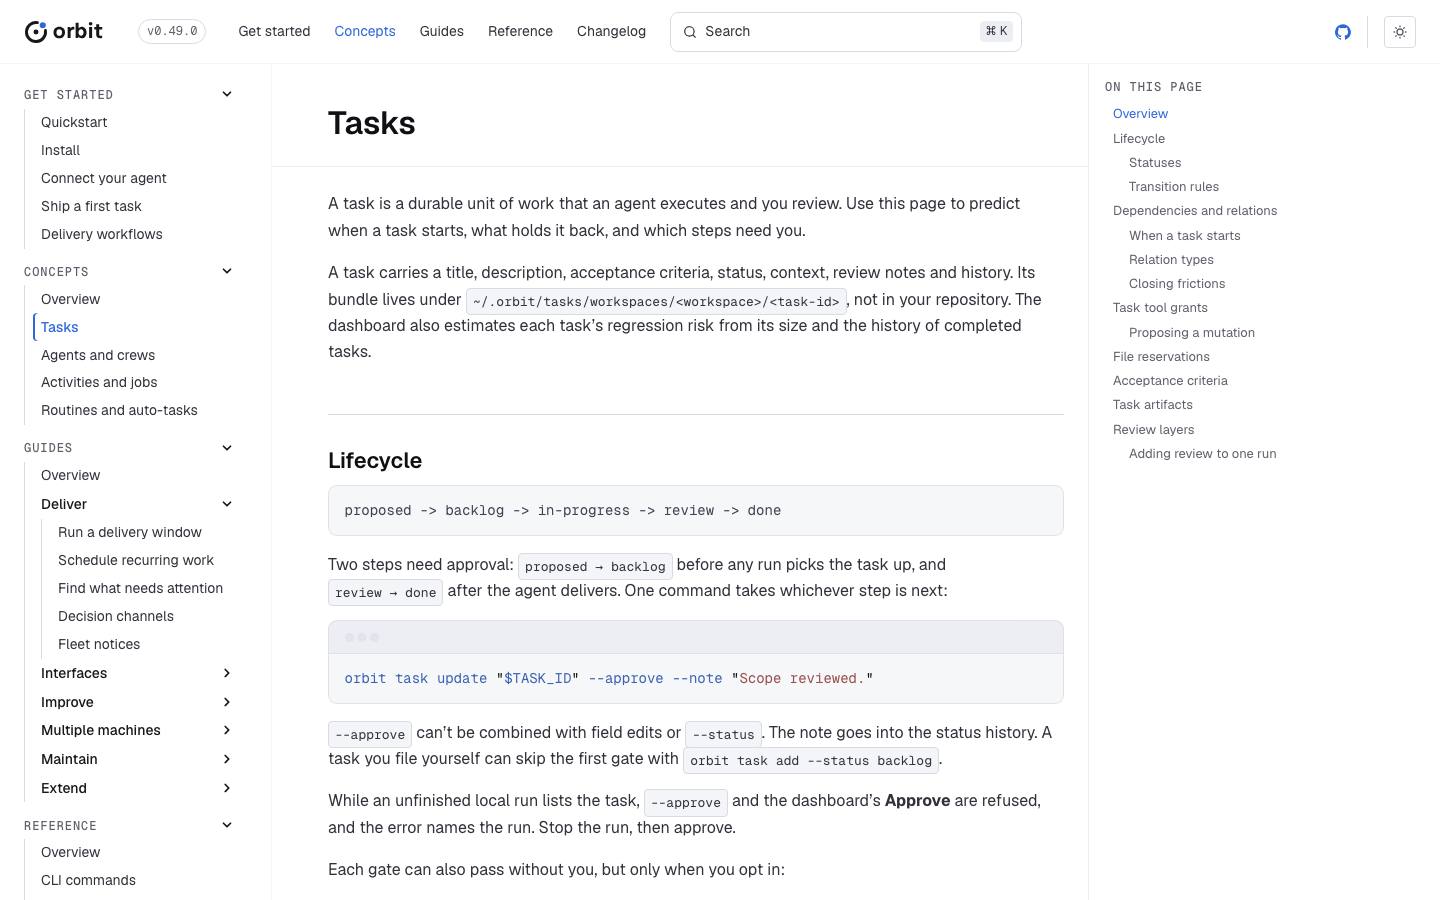 orbit
v0.49.0
Get started
Concepts
Guides
Reference
Changelog
Search
⌘ K
GET STARTED
Quickstart
Install
Connect your agent
Ship a first task
Delivery workflows
CONCEPTS
Overview
Tasks
Agents and crews
Activities and jobs
Routines and auto-tasks
GUIDES
Overview
Deliver
Run a delivery window
Schedule recurring work
Find what needs attention
Decision channels
Fleet notices
Interfaces
Improve
Multiple machines
Maintain
Extend
REFERENCE
Overview
CLI commands
Tasks
A task is a durable unit of work that an agent executes and you review. Use this page to predict
when a task starts, what holds it back, and which steps need you.
A task carries a title, description, acceptance criteria, status, context, review notes and history. Its
bundle lives under ~/.orbit/tasks/workspaces/<workspace>/<task-id>, not in your repository. The
dashboard also estimates each task’s regression risk from its size and the history of completed
tasks.
Lifecycle
proposed -> backlog -> in-progress -> review -> done
Two steps need approval: proposed → backlog before any run picks the task up, and
review → done after the agent delivers. One command takes whichever step is next:
orbit task update "$TASK_ID" --approve --note "Scope reviewed."
--approve can’t be combined with field edits or --status. The note goes into the status history. A
task you file yourself can skip the first gate with orbit task add --status backlog.
While an unfinished local run lists the task, --approve and the dashboard’s Approve are refused,
and the error names the run. Stop the run, then approve.
Each gate can also pass without you, but only when you opt in:
ON THIS PAGE
Overview
Lifecycle
Statuses
Transition rules
Dependencies and relations
When a task starts
Relation types
Closing frictions
Task tool grants
Proposing a mutation
File reservations
Acceptance criteria
Task artifacts
Review layers
Adding review to one run